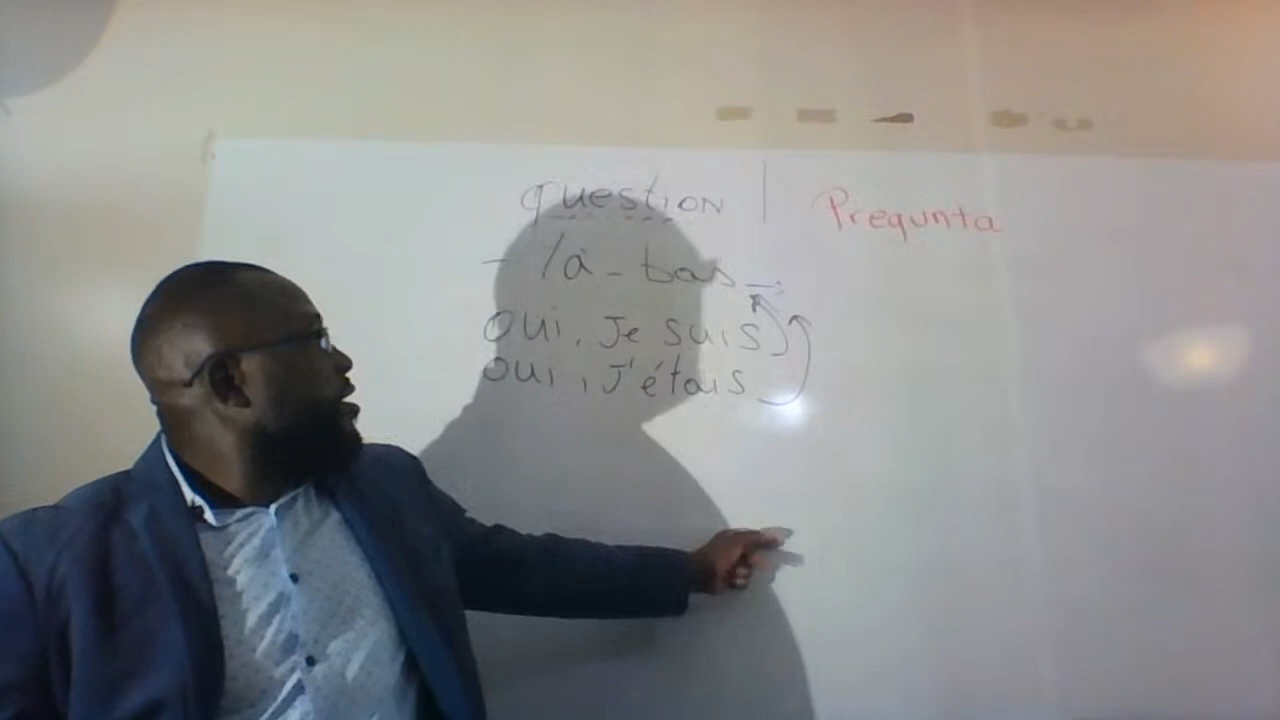 question | Pregunta
- là-bas →
oui, Je suis
oui, J'étais